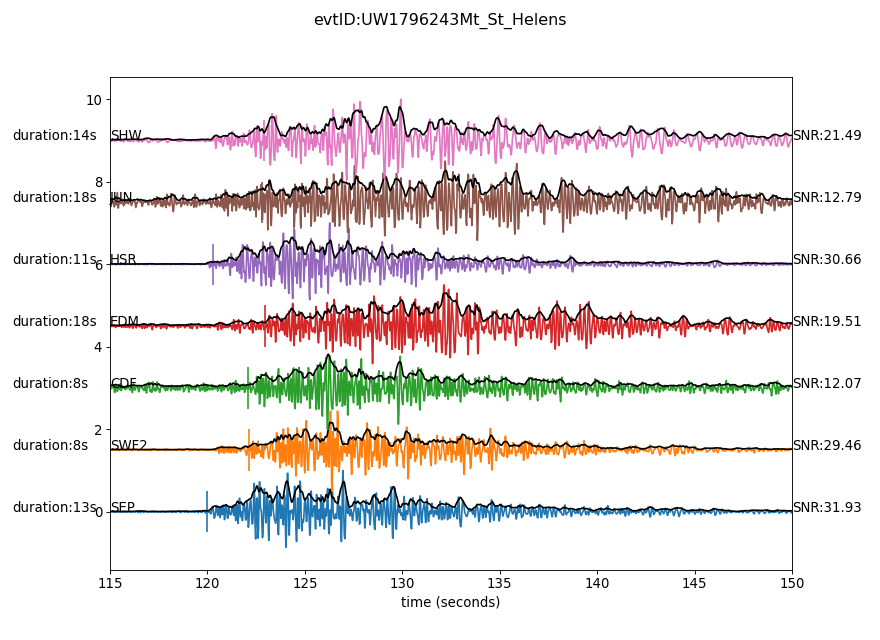 evtID:UW1796243Mt_St_Helens
10
duration:14s SHW SNR:21.49
8
duration:18s JUN SNR:12.79
duration:11s HSR SNR:30.66
6
duration:18s EDM SNR:19.51
4
duration:8s CDF SNR:12.07
2
duration:8s SWF2 SNR:29.46
duration:13s SEP SNR:31.93
0
115 120 125 130 135 140 145 150
time (seconds)